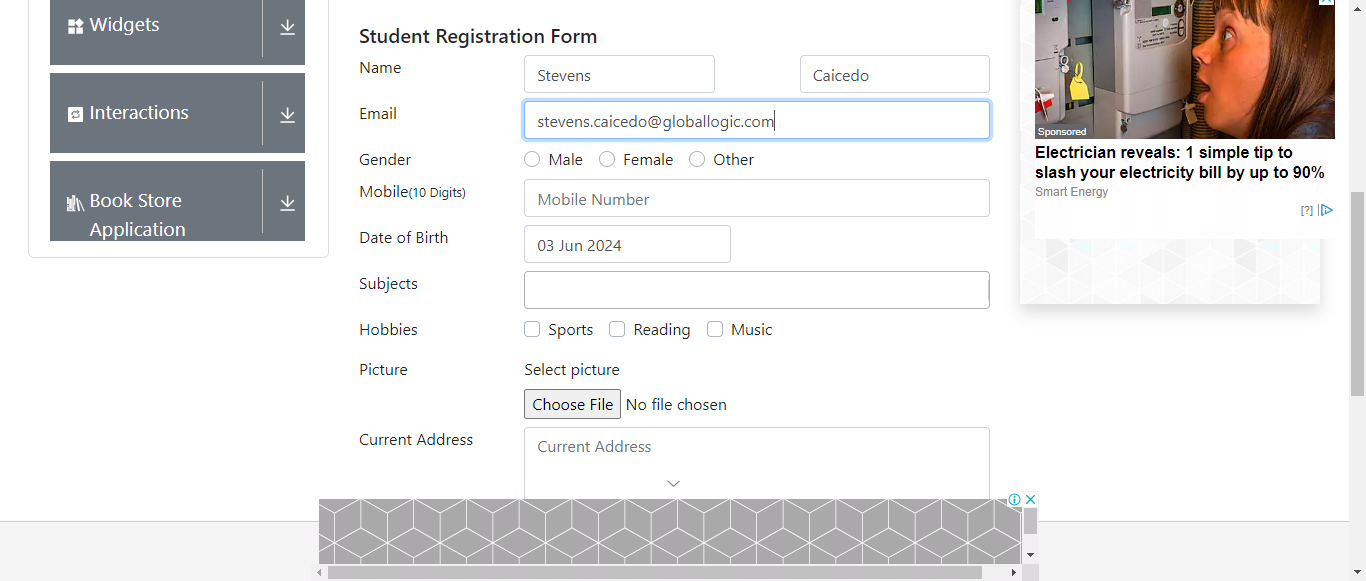 Widgets
Interactions
Book Store
Application
Student Registration Form
Name
Stevens
Caicedo
Email
stevens.caicedo@globallogic.com
Gender
Male
Female
Other
Mobile(10 Digits)
Mobile Number
Date of Birth
03 Jun 2024
Subjects
Hobbies
Sports
Reading
Music
Picture
Select picture
Choose File No file chosen
Current Address
Current Address
Sponsored
Electrician reveals: 1 simple tip to
slash your electricity bill by up to 90%
Smart Energy
[?]